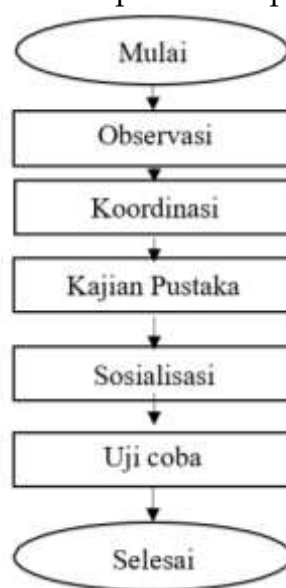 Mulai
Observasi
Koordinasi
Kajian Pustaka
Sosialisasi
Uji coba
Selesai